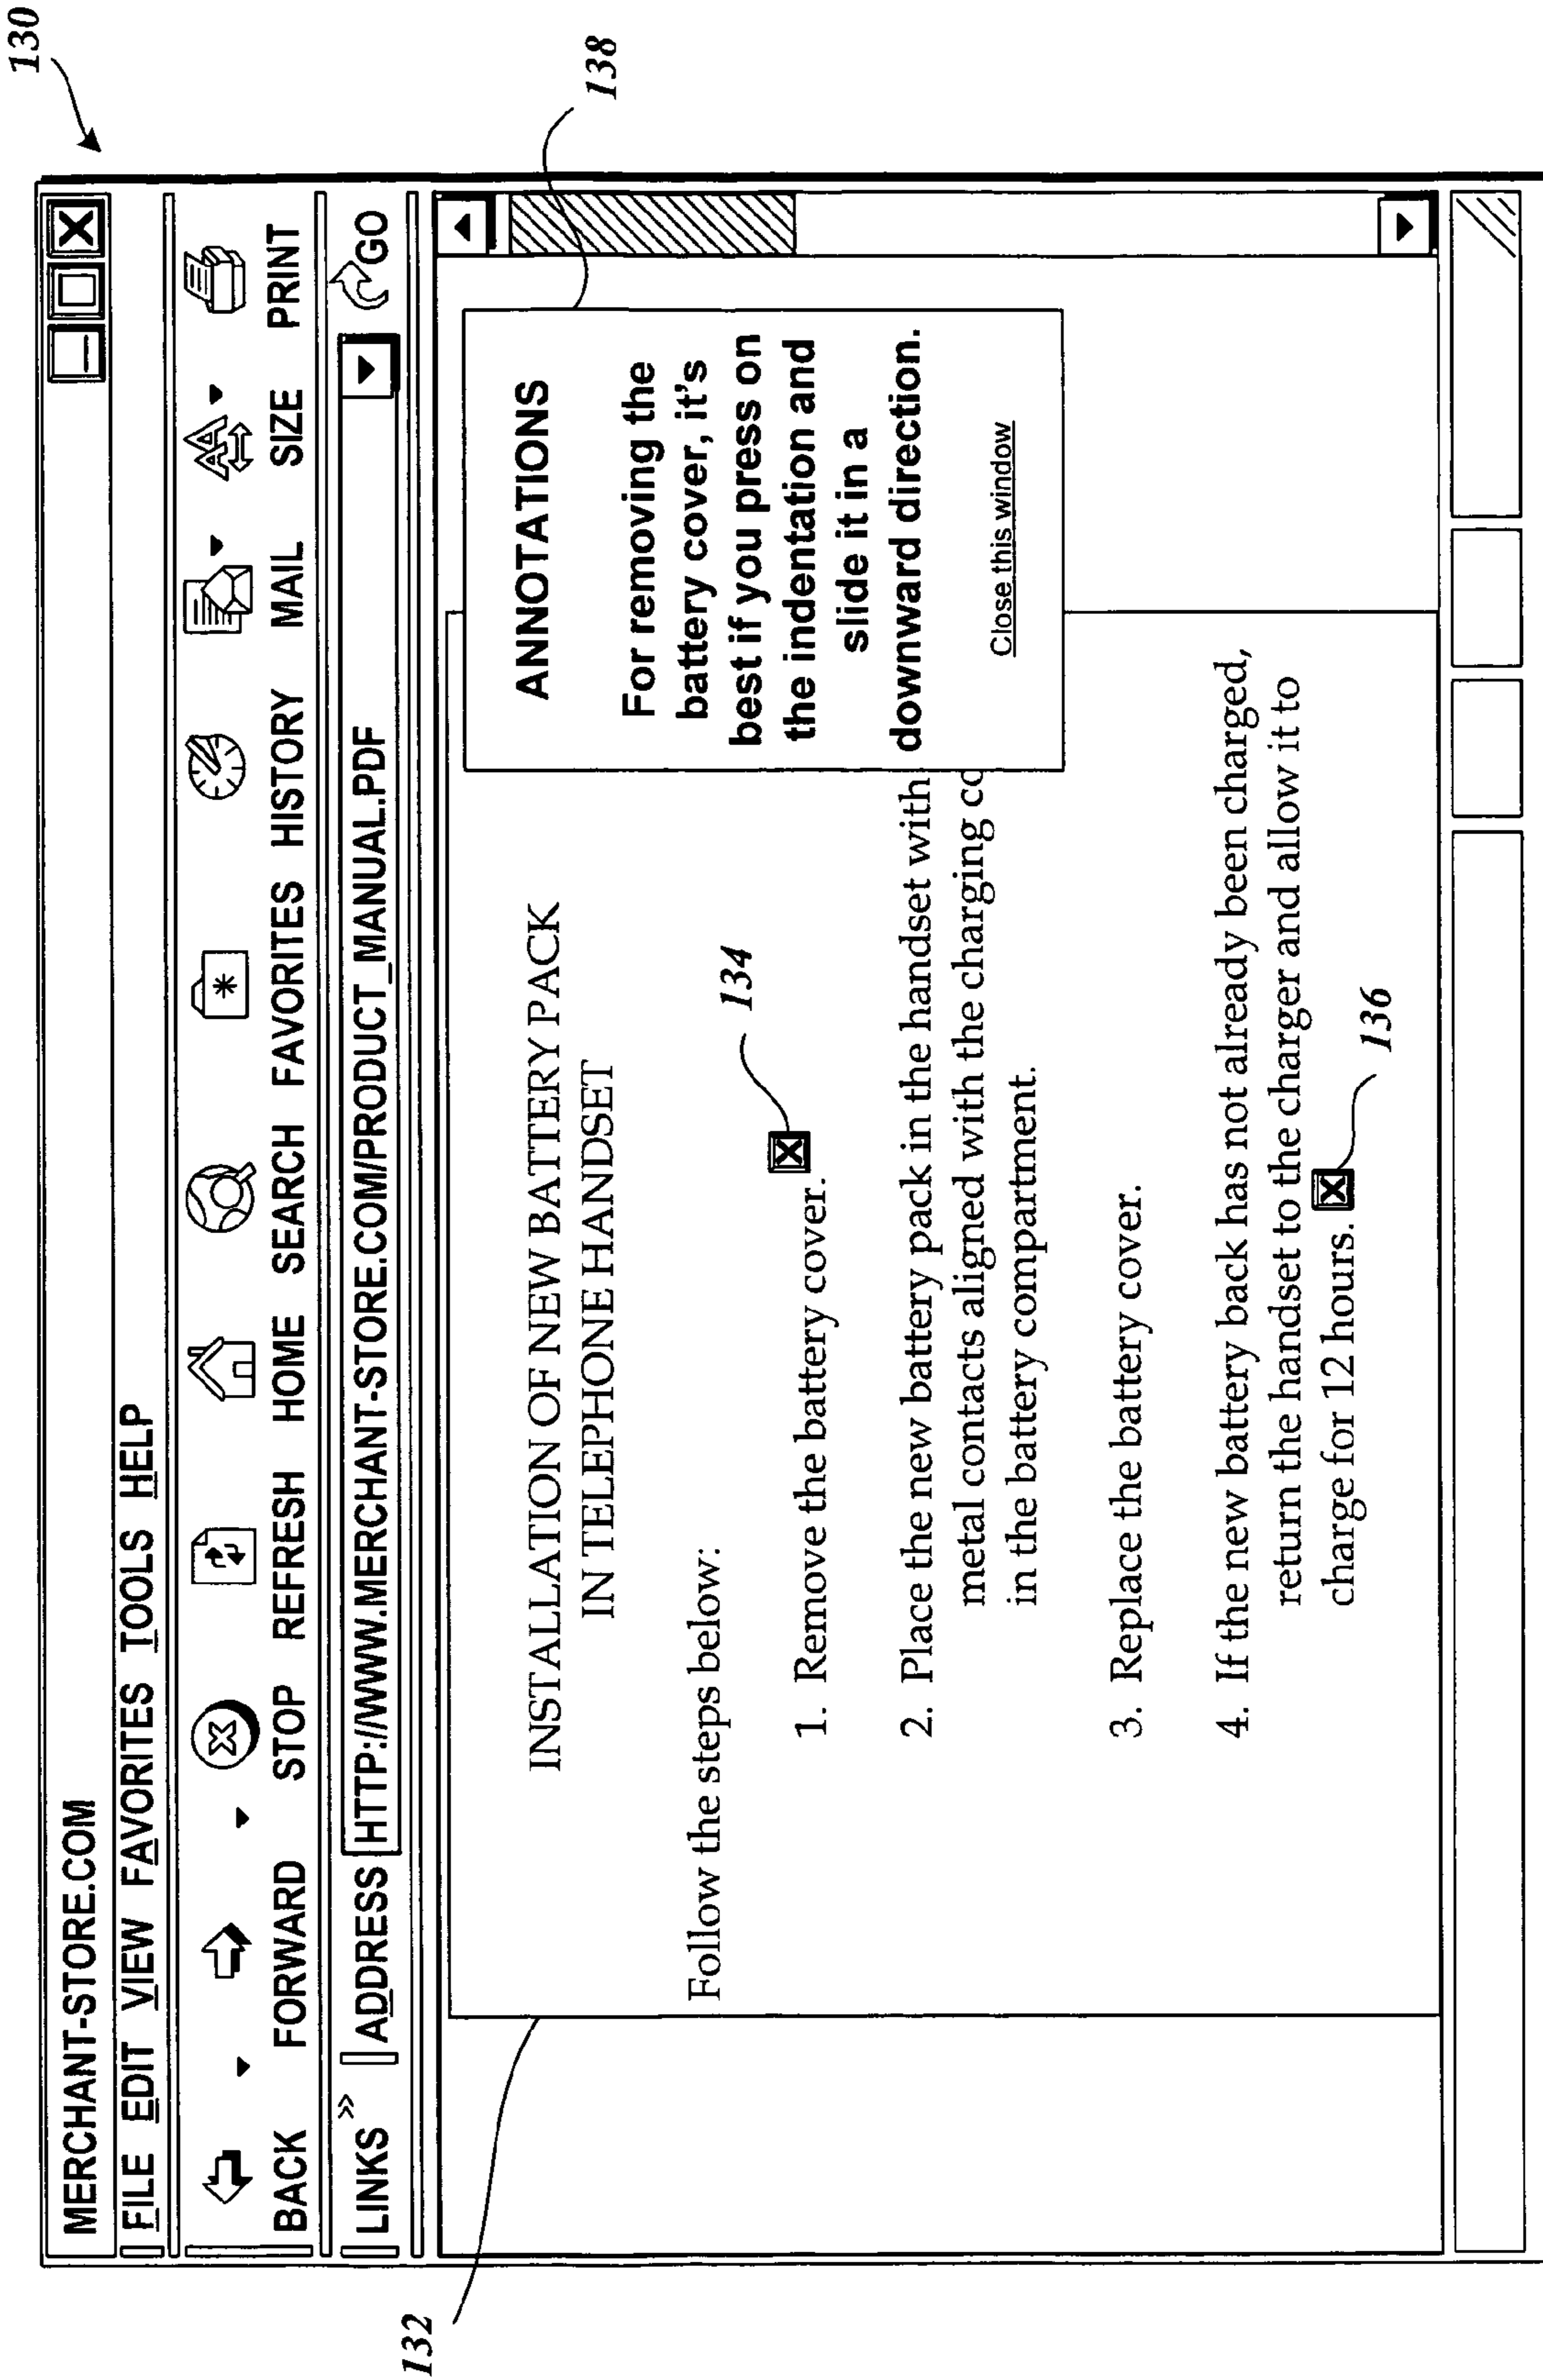 130
MERCHANT-STORE.COM
FILE EDIT VIEW FAVORITES TOOLS HELP
BACK FORWARD STOP REFRESH HOME SEARCH FAVORITES HISTORY MAIL SIZE PRINT
LINKS » ADDRESS HTTP://WWW.MERCHANT-STORE.COM/PRODUCT_MANUAL.PDF GO
132
138
ANNOTATIONS
For removing the
battery cover, it's
best if you press on
the indentation and
slide it in a
downward direction.
Close this window
INSTALLATION OF NEW BATTERY PACK
IN TELEPHONE HANDSET
Follow the steps below:
134
1. Remove the battery cover.
2. Place the new battery pack in the handset with
metal contacts aligned with the charging co
in the battery compartment.
3. Replace the battery cover.
4. If the new battery back has not already been charged,
return the handset to the charger and allow it to
charge for 12 hours.
136